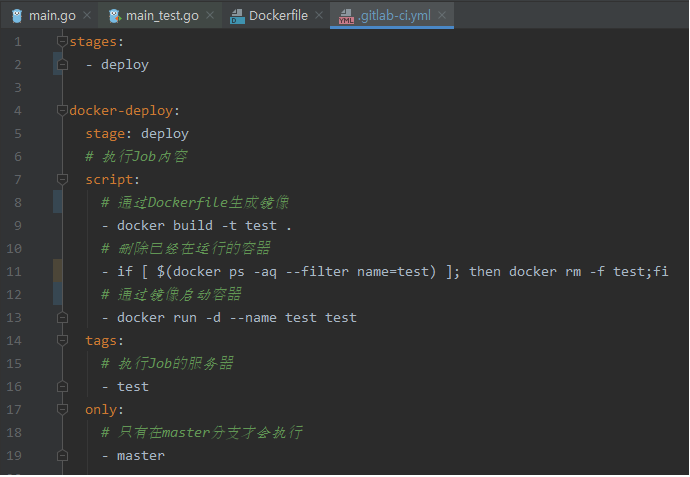 main.go main_test.go Dockerfile .gitlab-ci.yml
1 stages:
2 - deploy
3
4 docker-deploy:
5 stage: deploy
6 # 执行Job内容
7 script:
8 # 通过Dockerfile生成镜像
9 - docker build -t test .
10 # 删除已经在运行的容器
11 - if [ $(docker ps -aq --filter name=test) ]; then docker rm -f test;fi
12 # 通过镜像启动容器
13 - docker run -d --name test test
14 tags:
15 # 执行Job的服务器
16 - test
17 only:
18 # 只有在master分支才会执行
19 - master